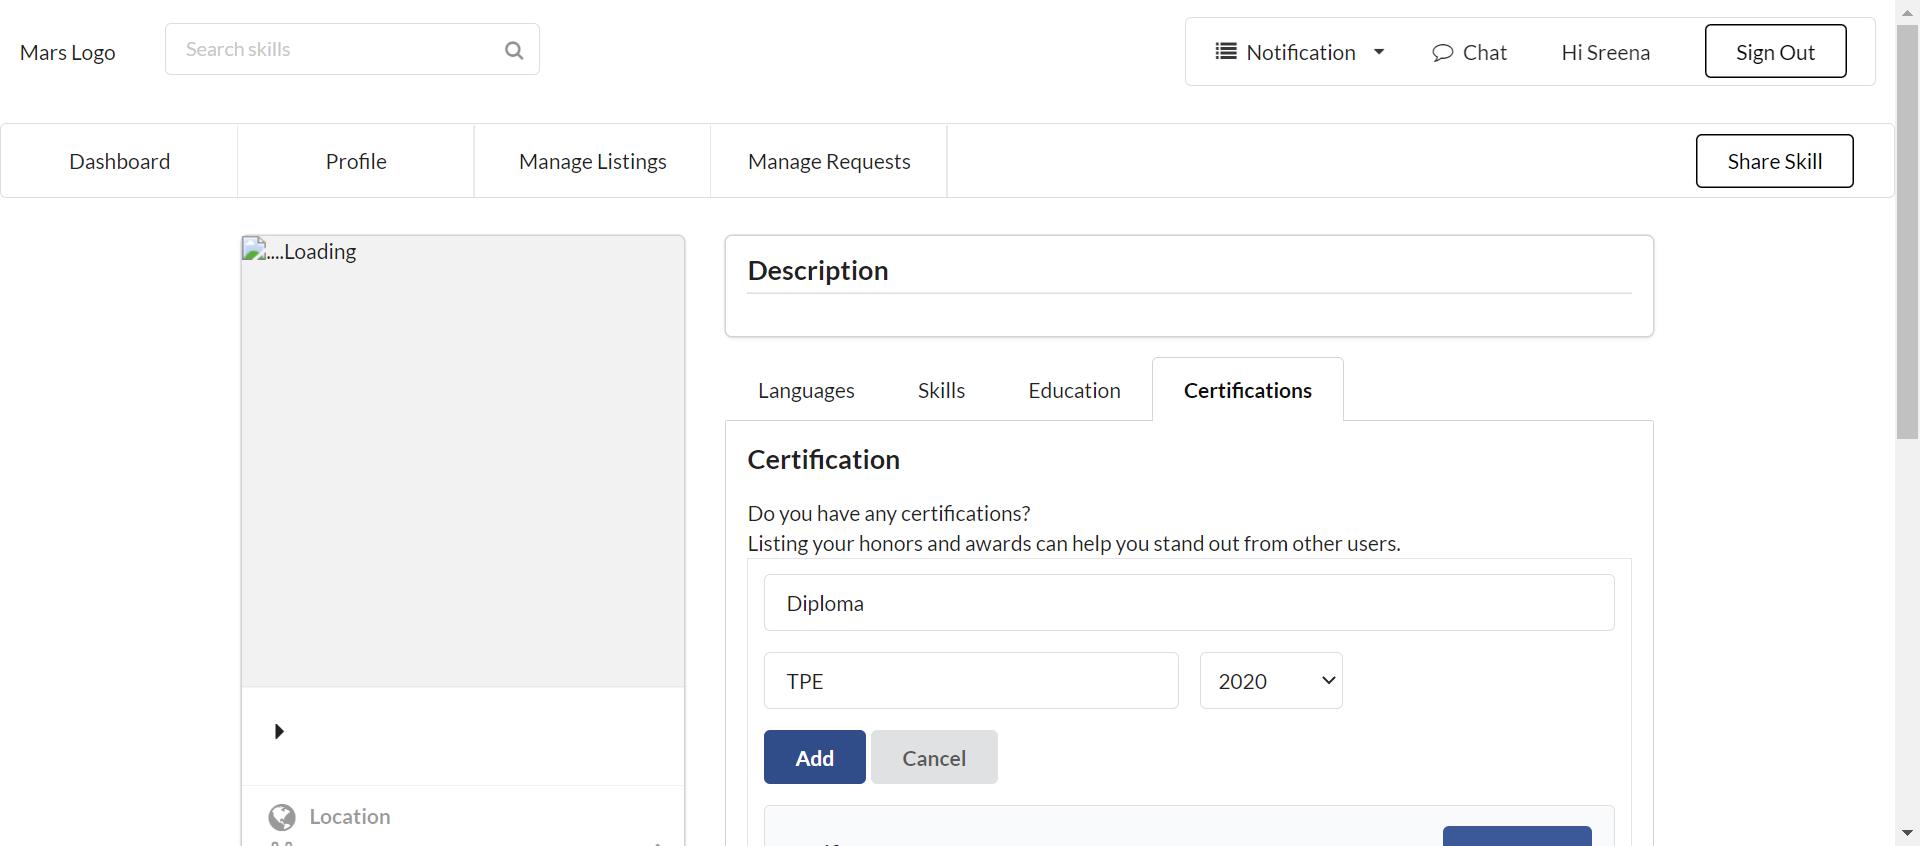 Mars Logo
Search skills
Notification
Chat
Hi Sreena
Sign Out
Dashboard
Profile
Manage Listings
Manage Requests
Share Skill
....Loading
Description
Languages
Skills
Education
Certifications
Certification
Do you have any certifications?
Listing your honors and awards can help you stand out from other users.
Diploma
TPE
2020
Add
Cancel
Location